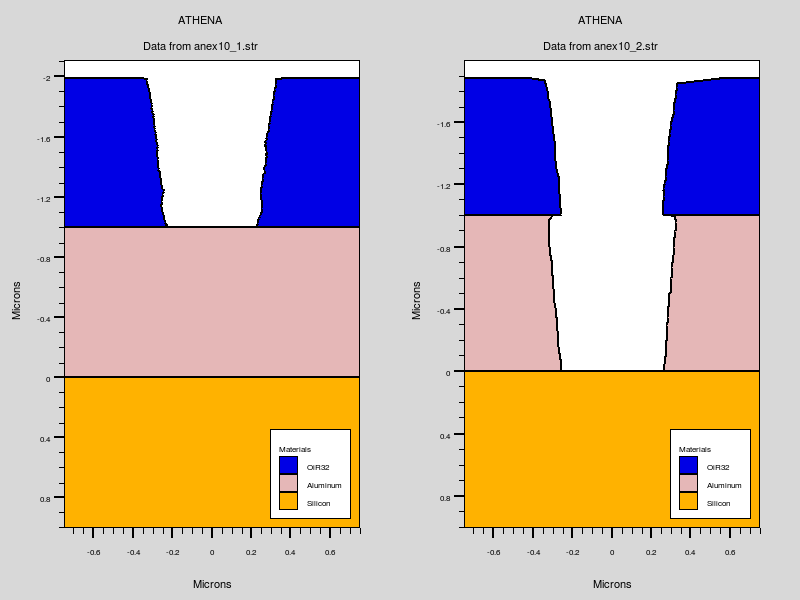 ATHENA
Data from anex10_1.str
Microns
-2
-1.6
-1.2
-0.8
-0.4
0
0.4
0.8
Materials
OiR32
Aluminum
Silicon
-0.6
-0.4
-0.2
0
0.2
0.4
0.6
Microns
ATHENA
Data from anex10_2.str
Microns
-1.6
-1.2
-0.8
-0.4
0
0.4
0.8
Materials
OiR32
Aluminum
Silicon
-0.6
-0.4
-0.2
0
0.2
0.4
0.6
Microns